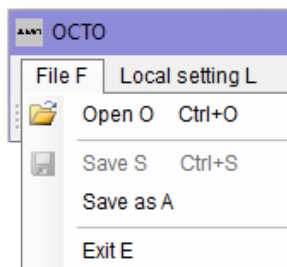 OCTO
File F Local setting L
Open O Ctrl+O
Save S Ctrl+S
Save as A
Exit E